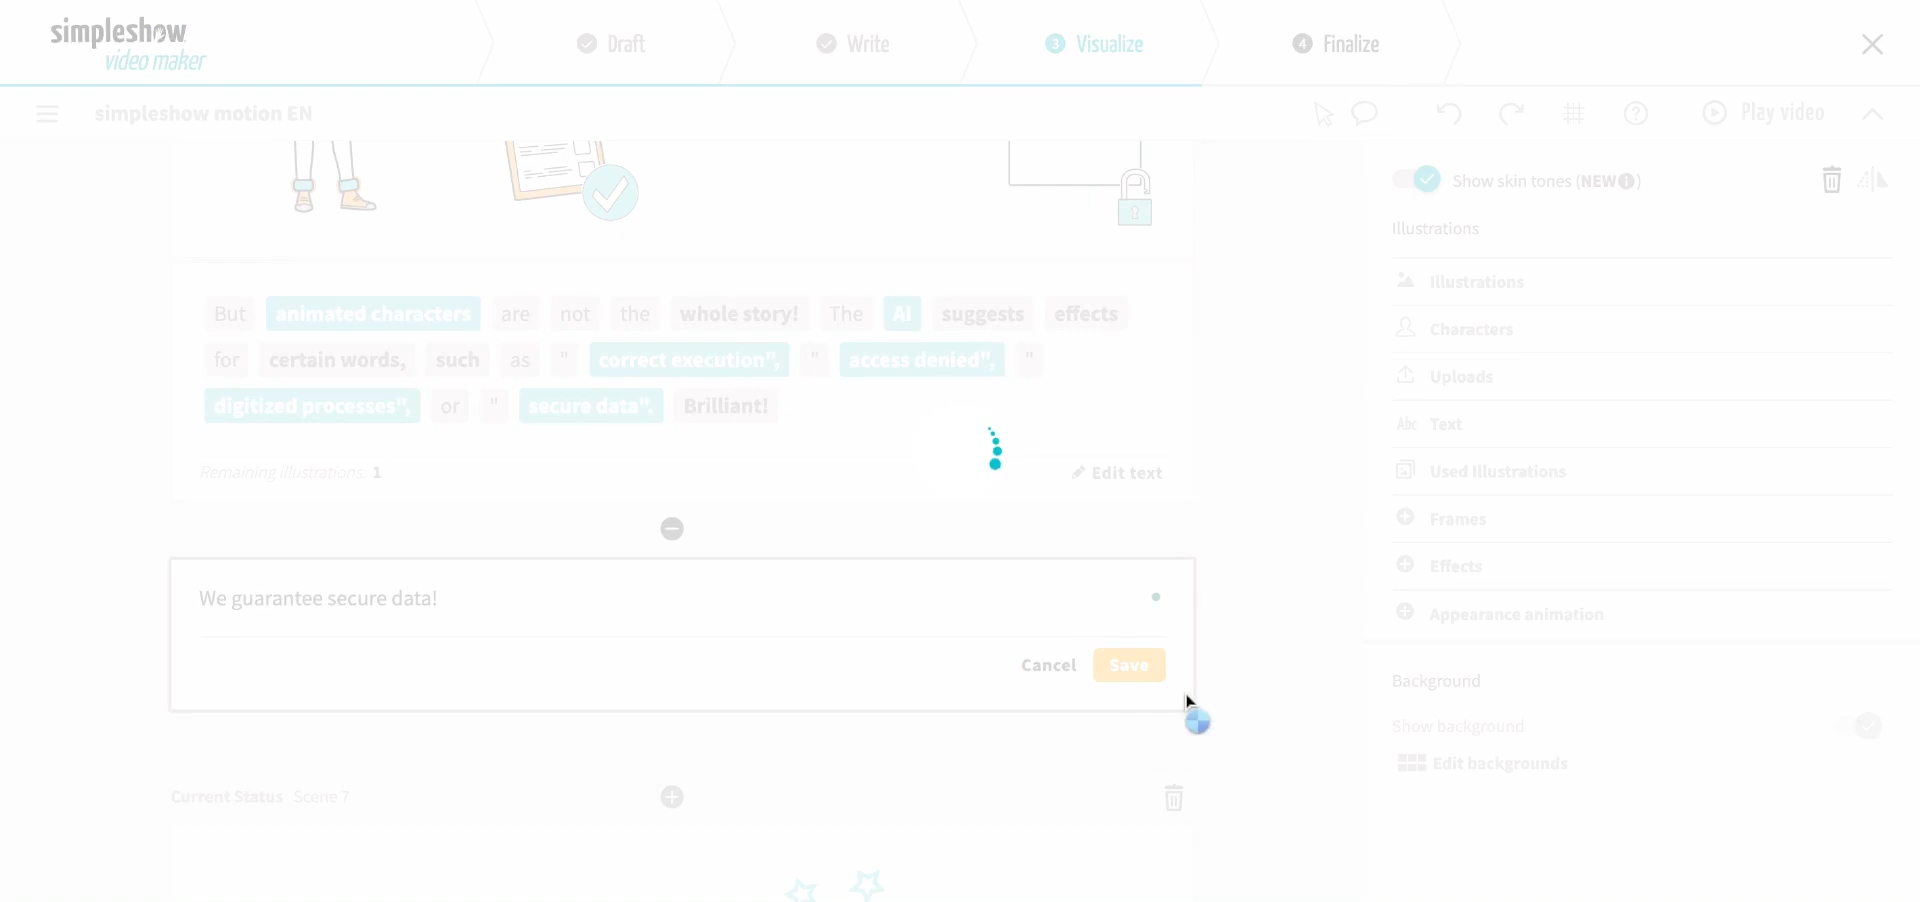 simpleshow
video maker
Draft
Write
3 Visualize
4 Finalize
simpleshow motion EN
Play video
Show skin tones (NEW)
Illustrations
Illustrations
Characters
Uploads
Abc Text
Used Illustrations
Frames
Effects
Appearance animation
Background
Show background
Edit backgrounds
But animated characters are not the whole story! The AI suggests effects
for certain words, such as " correct execution", " access denied", "
digitized processes", or " secure data". Brilliant!
Remaining illustrations: 1
Edit text
We guarantee secure data!
Cancel Save
Current Status Scene 7